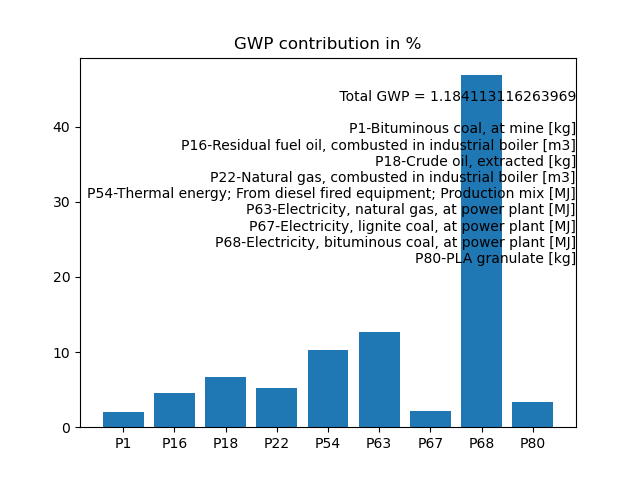 GWP contribution in %
Total GWP = 1.184113116263969
P1-Bituminous coal, at mine [kg]
P16-Residual fuel oil, combusted in industrial boiler [m3]
P18-Crude oil, extracted [kg]
P22-Natural gas, combusted in industrial boiler [m3]
P54-Thermal energy; From diesel fired equipment; Production mix [MJ]
P63-Electricity, natural gas, at power plant [MJ]
P67-Electricity, lignite coal, at power plant [MJ]
P68-Electricity, bituminous coal, at power plant [MJ]
P80-PLA granulate [kg]
40
30
20
10
0
P1 P16 P18 P22 P54 P63 P67 P68 P80